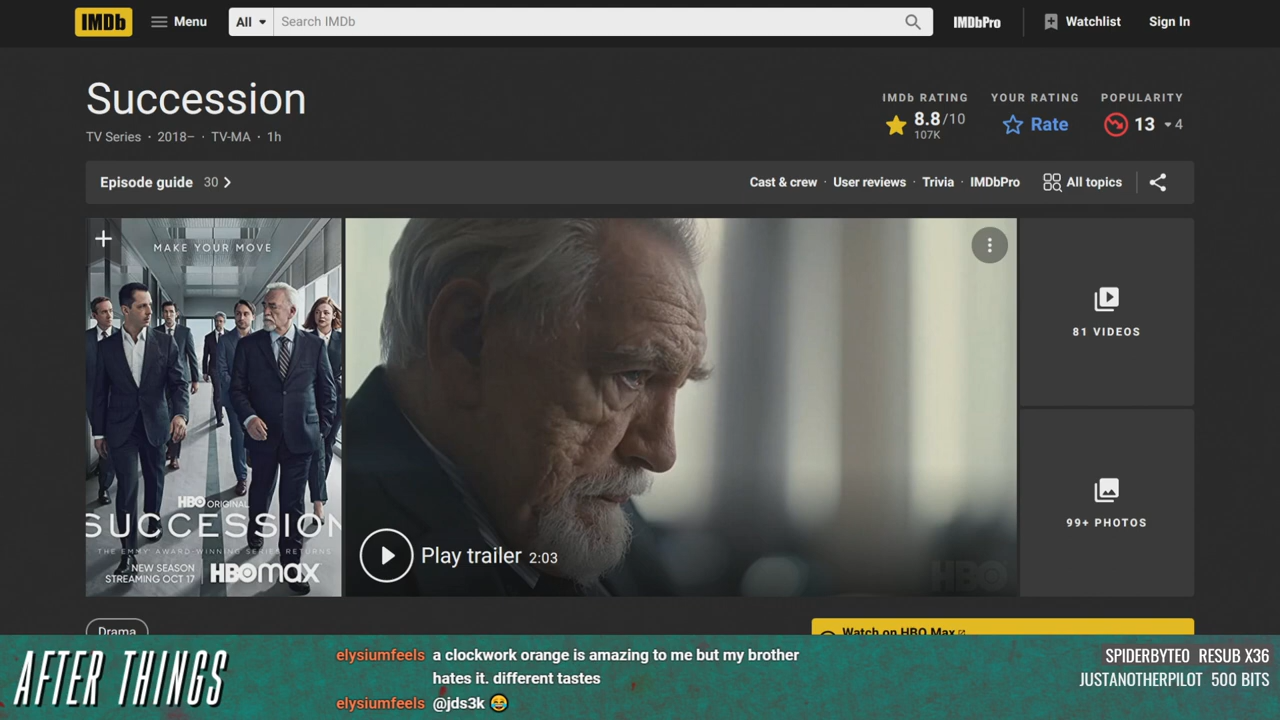 IMDb
Menu
All
Search IMDb
IMDbPro
Watchlist
Sign In
Succession
TV Series · 2018– · TV-MA · 1h
IMDb RATING
8.8/10
107K
YOUR RATING
Rate
POPULARITY
13
4
Episode guide 30
Cast & crew · User reviews · Trivia · IMDbPro
All topics
MAKE YOUR MOVE
HBO ORIGINAL
SUCCESSION
THE EMMY AWARD-WINNING SERIES RETURNS
NEW SEASON
STREAMING OCT 17
HBOmax
Play trailer 2:03
HBO
81 VIDEOS
99+ PHOTOS
Drama
Watch on HBO Max
AFTER THINGS
elysiumfeels a clockwork orange is amazing to me but my brother
hates it. different tastes
elysiumfeels @jds3k 😂
SPIDERBYTE0 RESUB X36
JUSTANOTHERPILOT 500 BITS